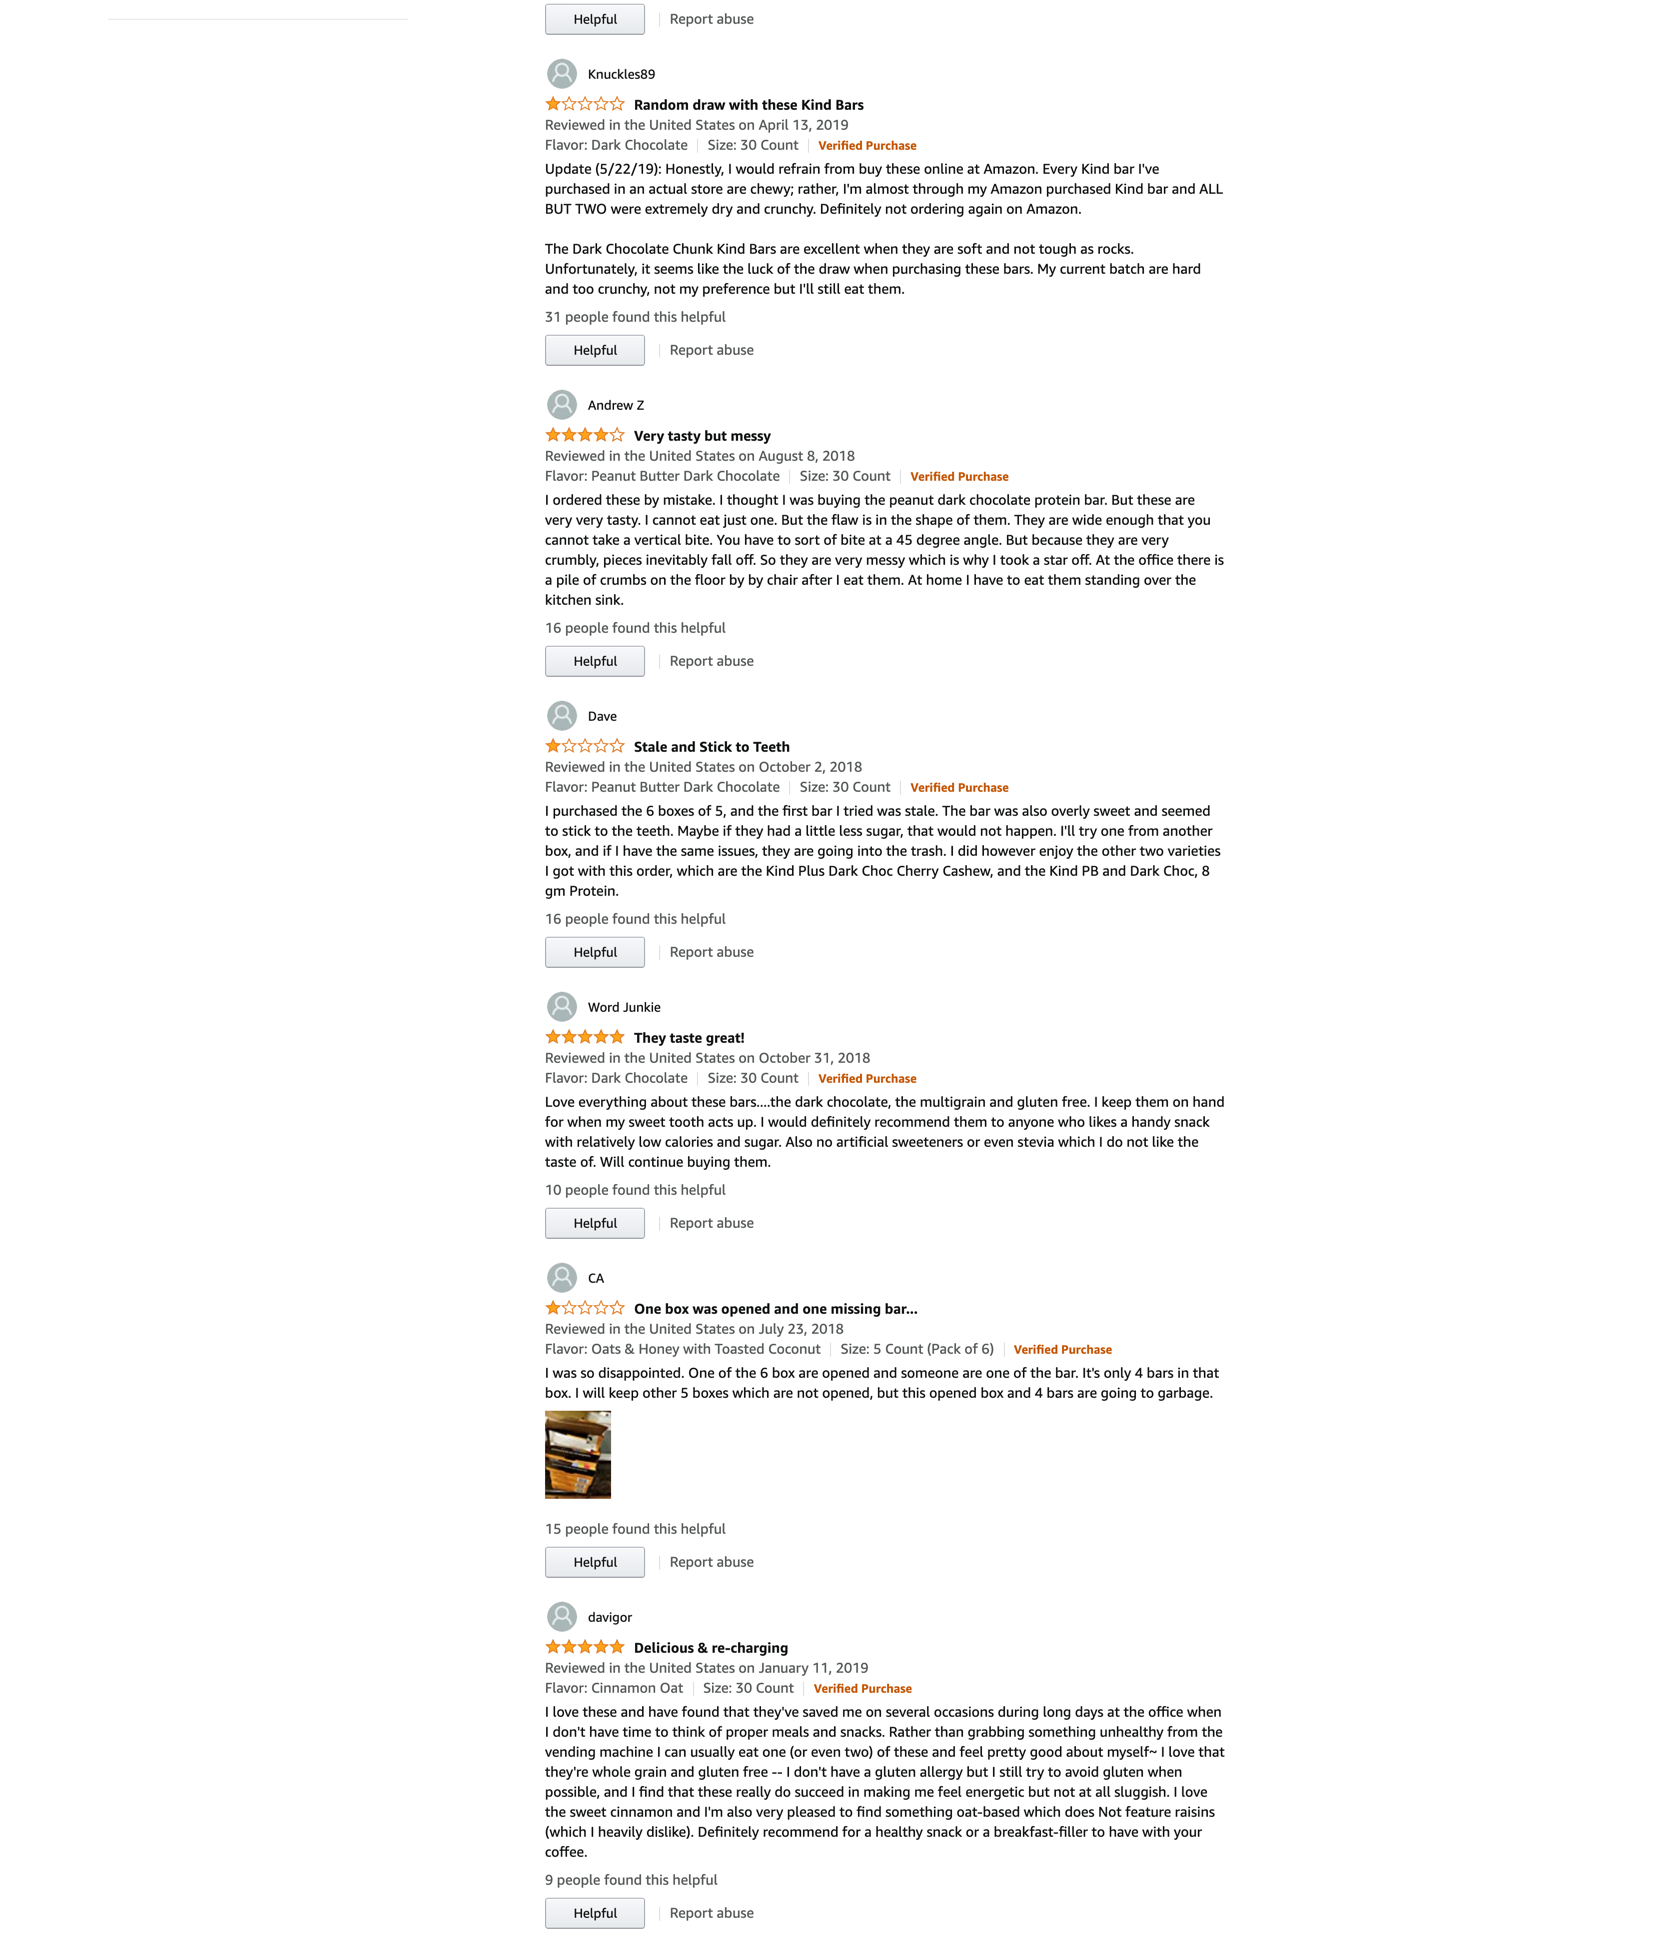 Helpful
Report abuse
Knuckles89
Random draw with these Kind Bars
Reviewed in the United States on April 13, 2019
Flavor: Dark Chocolate Size: 30 Count Verified Purchase
Update (5/22/19): Honestly, I would refrain from buy these online at Amazon. Every Kind bar I've
purchased in an actual store are chewy; rather, I'm almost through my Amazon purchased Kind bar and ALL
BUT TWO were extremely dry and crunchy. Definitely not ordering again on Amazon.
The Dark Chocolate Chunk Kind Bars are excellent when they are soft and not tough as rocks.
Unfortunately, it seems like the luck of the draw when purchasing these bars. My current batch are hard
and too crunchy, not my preference but I'll still eat them.
31 people found this helpful
Helpful
Report abuse
Andrew Z
Very tasty but messy
Reviewed in the United States on August 8, 2018
Flavor: Peanut Butter Dark Chocolate Size: 30 Count Verified Purchase
I ordered these by mistake. I thought I was buying the peanut dark chocolate protein bar. But these are
very very tasty. I cannot eat just one. But the flaw is in the shape of them. They are wide enough that you
cannot take a vertical bite. You have to sort of bite at a 45 degree angle. But because they are very
crumbly, pieces inevitably fall off. So they are very messy which is why I took a star off. At the office there is
a pile of crumbs on the floor by by chair after I eat them. At home I have to eat them standing over the
kitchen sink.
16 people found this helpful
Helpful
Report abuse
Dave
Stale and Stick to Teeth
Reviewed in the United States on October 2, 2018
Flavor: Peanut Butter Dark Chocolate Size: 30 Count Verified Purchase
I purchased the 6 boxes of 5, and the first bar I tried was stale. The bar was also overly sweet and seemed
to stick to the teeth. Maybe if they had a little less sugar, that would not happen. I'll try one from another
box, and if I have the same issues, they are going into the trash. I did however enjoy the other two varieties
I got with this order, which are the Kind Plus Dark Choc Cherry Cashew, and the Kind PB and Dark Choc, 8
gm Protein.
16 people found this helpful
Helpful
Report abuse
Word Junkie
They taste great!
Reviewed in the United States on October 31, 2018
Flavor: Dark Chocolate Size: 30 Count Verified Purchase
Love everything about these bars....the dark chocolate, the multigrain and gluten free. I keep them on hand
for when my sweet tooth acts up. I would definitely recommend them to anyone who likes a handy snack
with relatively low calories and sugar. Also no artificial sweeteners or even stevia which I do not like the
taste of. Will continue buying them.
10 people found this helpful
Helpful
Report abuse
CA
One box was opened and one missing bar...
Reviewed in the United States on July 23, 2018
Flavor: Oats & Honey with Toasted Coconut Size: 5 Count (Pack of 6) Verified Purchase
I was so disappointed. One of the 6 box are opened and someone are one of the bar. It's only 4 bars in that
box. I will keep other 5 boxes which are not opened, but this opened box and 4 bars are going to garbage.
15 people found this helpful
Helpful
Report abuse
davigor
Delicious & re-charging
Reviewed in the United States on January 11, 2019
Flavor: Cinnamon Oat Size: 30 Count Verified Purchase
I love these and have found that they've saved me on several occasions during long days at the office when
I don't have time to think of proper meals and snacks. Rather than grabbing something unhealthy from the
vending machine I can usually eat one (or even two) of these and feel pretty good about myself~ I love that
they're whole grain and gluten free -- I don't have a gluten allergy but I still try to avoid gluten when
possible, and I find that these really do succeed in making me feel energetic but not at all sluggish. I love
the sweet cinnamon and I'm also very pleased to find something oat-based which does Not feature raisins
(which I heavily dislike). Definitely recommend for a healthy snack or a breakfast-filler to have with your
coffee.
9 people found this helpful
Helpful
Report abuse